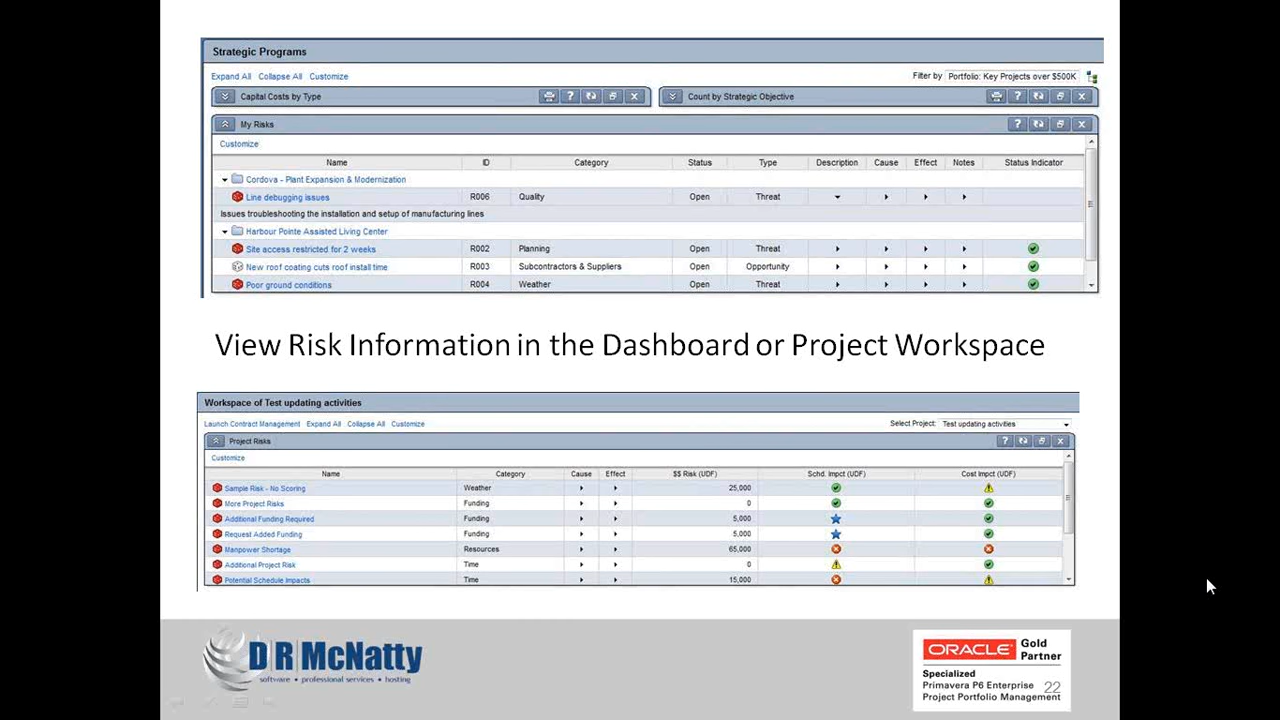 Strategic Programs
Expand All Collapse All Customize Filter by Portfolio: Key Projects over $500K
Capital Costs by Type ? Count by Strategic Objective ?
My Risks ?
Customize
Name ID Category Status Type Description Cause Effect Notes Status Indicator
Cordova - Plant Expansion & Modernization
Line debugging issues R006 Quality Open Threat
Issues troubleshooting the installation and setup of manufacturing lines
Harbour Pointe Assisted Living Center
Site access restricted for 2 weeks R002 Planning Open Threat
New roof coating cuts roof install time R003 Subcontractors & Suppliers Open Opportunity
Poor ground conditions R004 Weather Open Threat
View Risk Information in the Dashboard or Project Workspace
Workspace of Test updating activities
Launch Contract Management Expand All Collapse All Customize Select Project: Test updating activities
Project Risks ?
Customize
Name Category Cause Effect $$ Risk (UDF) Schd. Impct (UDF) Cost Impct (UDF)
Sample Risk - No Scoring Weather 25,000
More Project Risks Funding 0
Additional Funding Required Funding 5,000
Request Added Funding Funding 5,000
Manpower Shortage Resources 65,000
Additional Project Risk Time 0
Potential Schedule Impacts Time 15,000
D R McNatty
software • professional services • hosting
ORACLE Gold
Partner
Specialized
Primavera P6 Enterprise
Project Portfolio Management
22